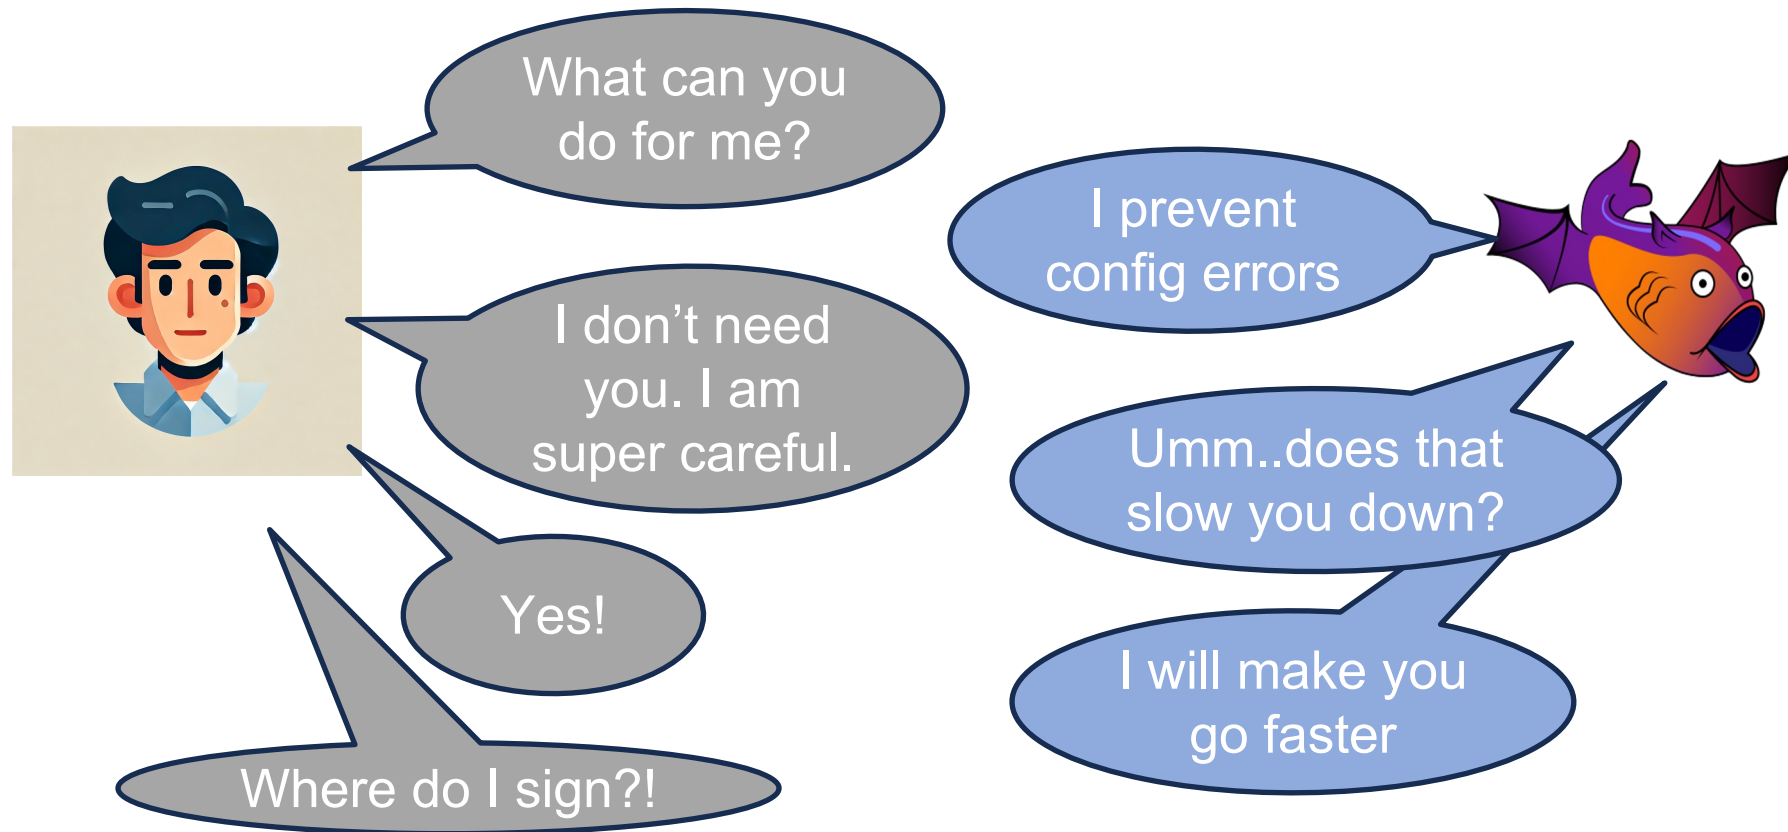 What can you
do for me?
I prevent
config errors
I don’t need
you. I am
super careful.
Umm..does that
slow you down?
Yes!
I will make you
go faster
Where do I sign?!